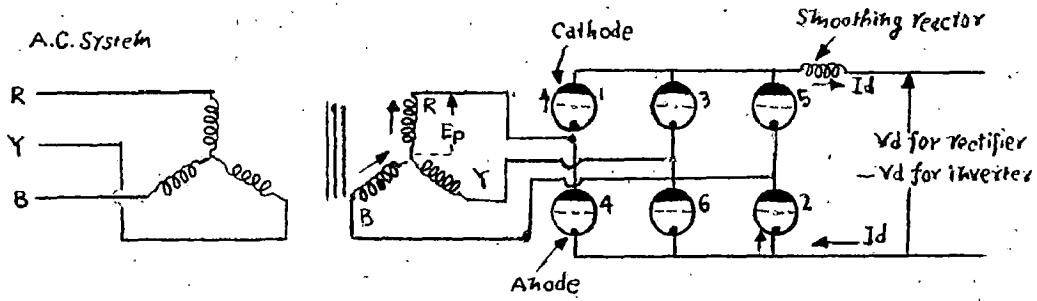 A.C. System
R
Y
B
R
Ep
Y
B
Cathode
Smoothing reactor
1
3
5
Id
Vd for rectifier
-Vd for inverter
4
6
2
Id
Anode